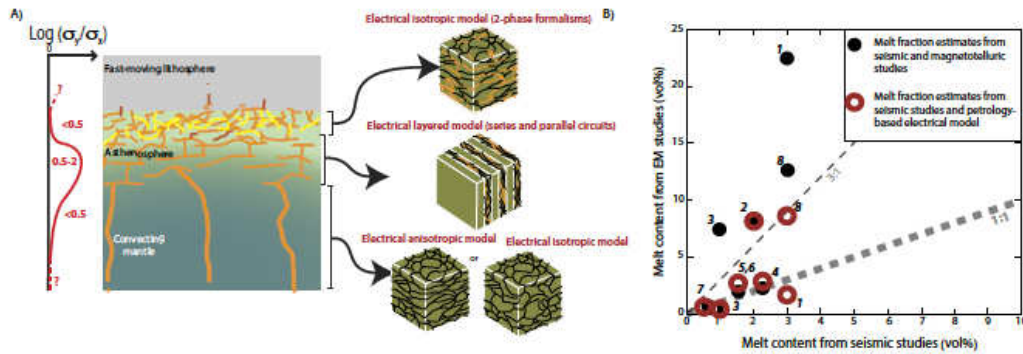 A)
Log (σy/σx)
0
?
<0.5
0.5-2
<0.5
?
Fast-moving lithosphere
Asthenosphere
Convecting
mantle
Electrical isotropic model (2-phase formalisms)
Electrical layered model (series and parallel circuits)
Electrical anisotropic model
or
Electrical isotropic model
B)
Melt content from EM studies (vol%)
25
20
15
10
5
0
Melt fraction estimates from
seismic and magnetotelluric
studies
Melt fraction estimates from
seismic studies and petrology-
based electrical model
1
8
3
2
8
3:1
1:1
5,6
4
7
3
1
0 1 2 3 4 5 6 7 8 9 10
Melt content from seismic studies (vol%)